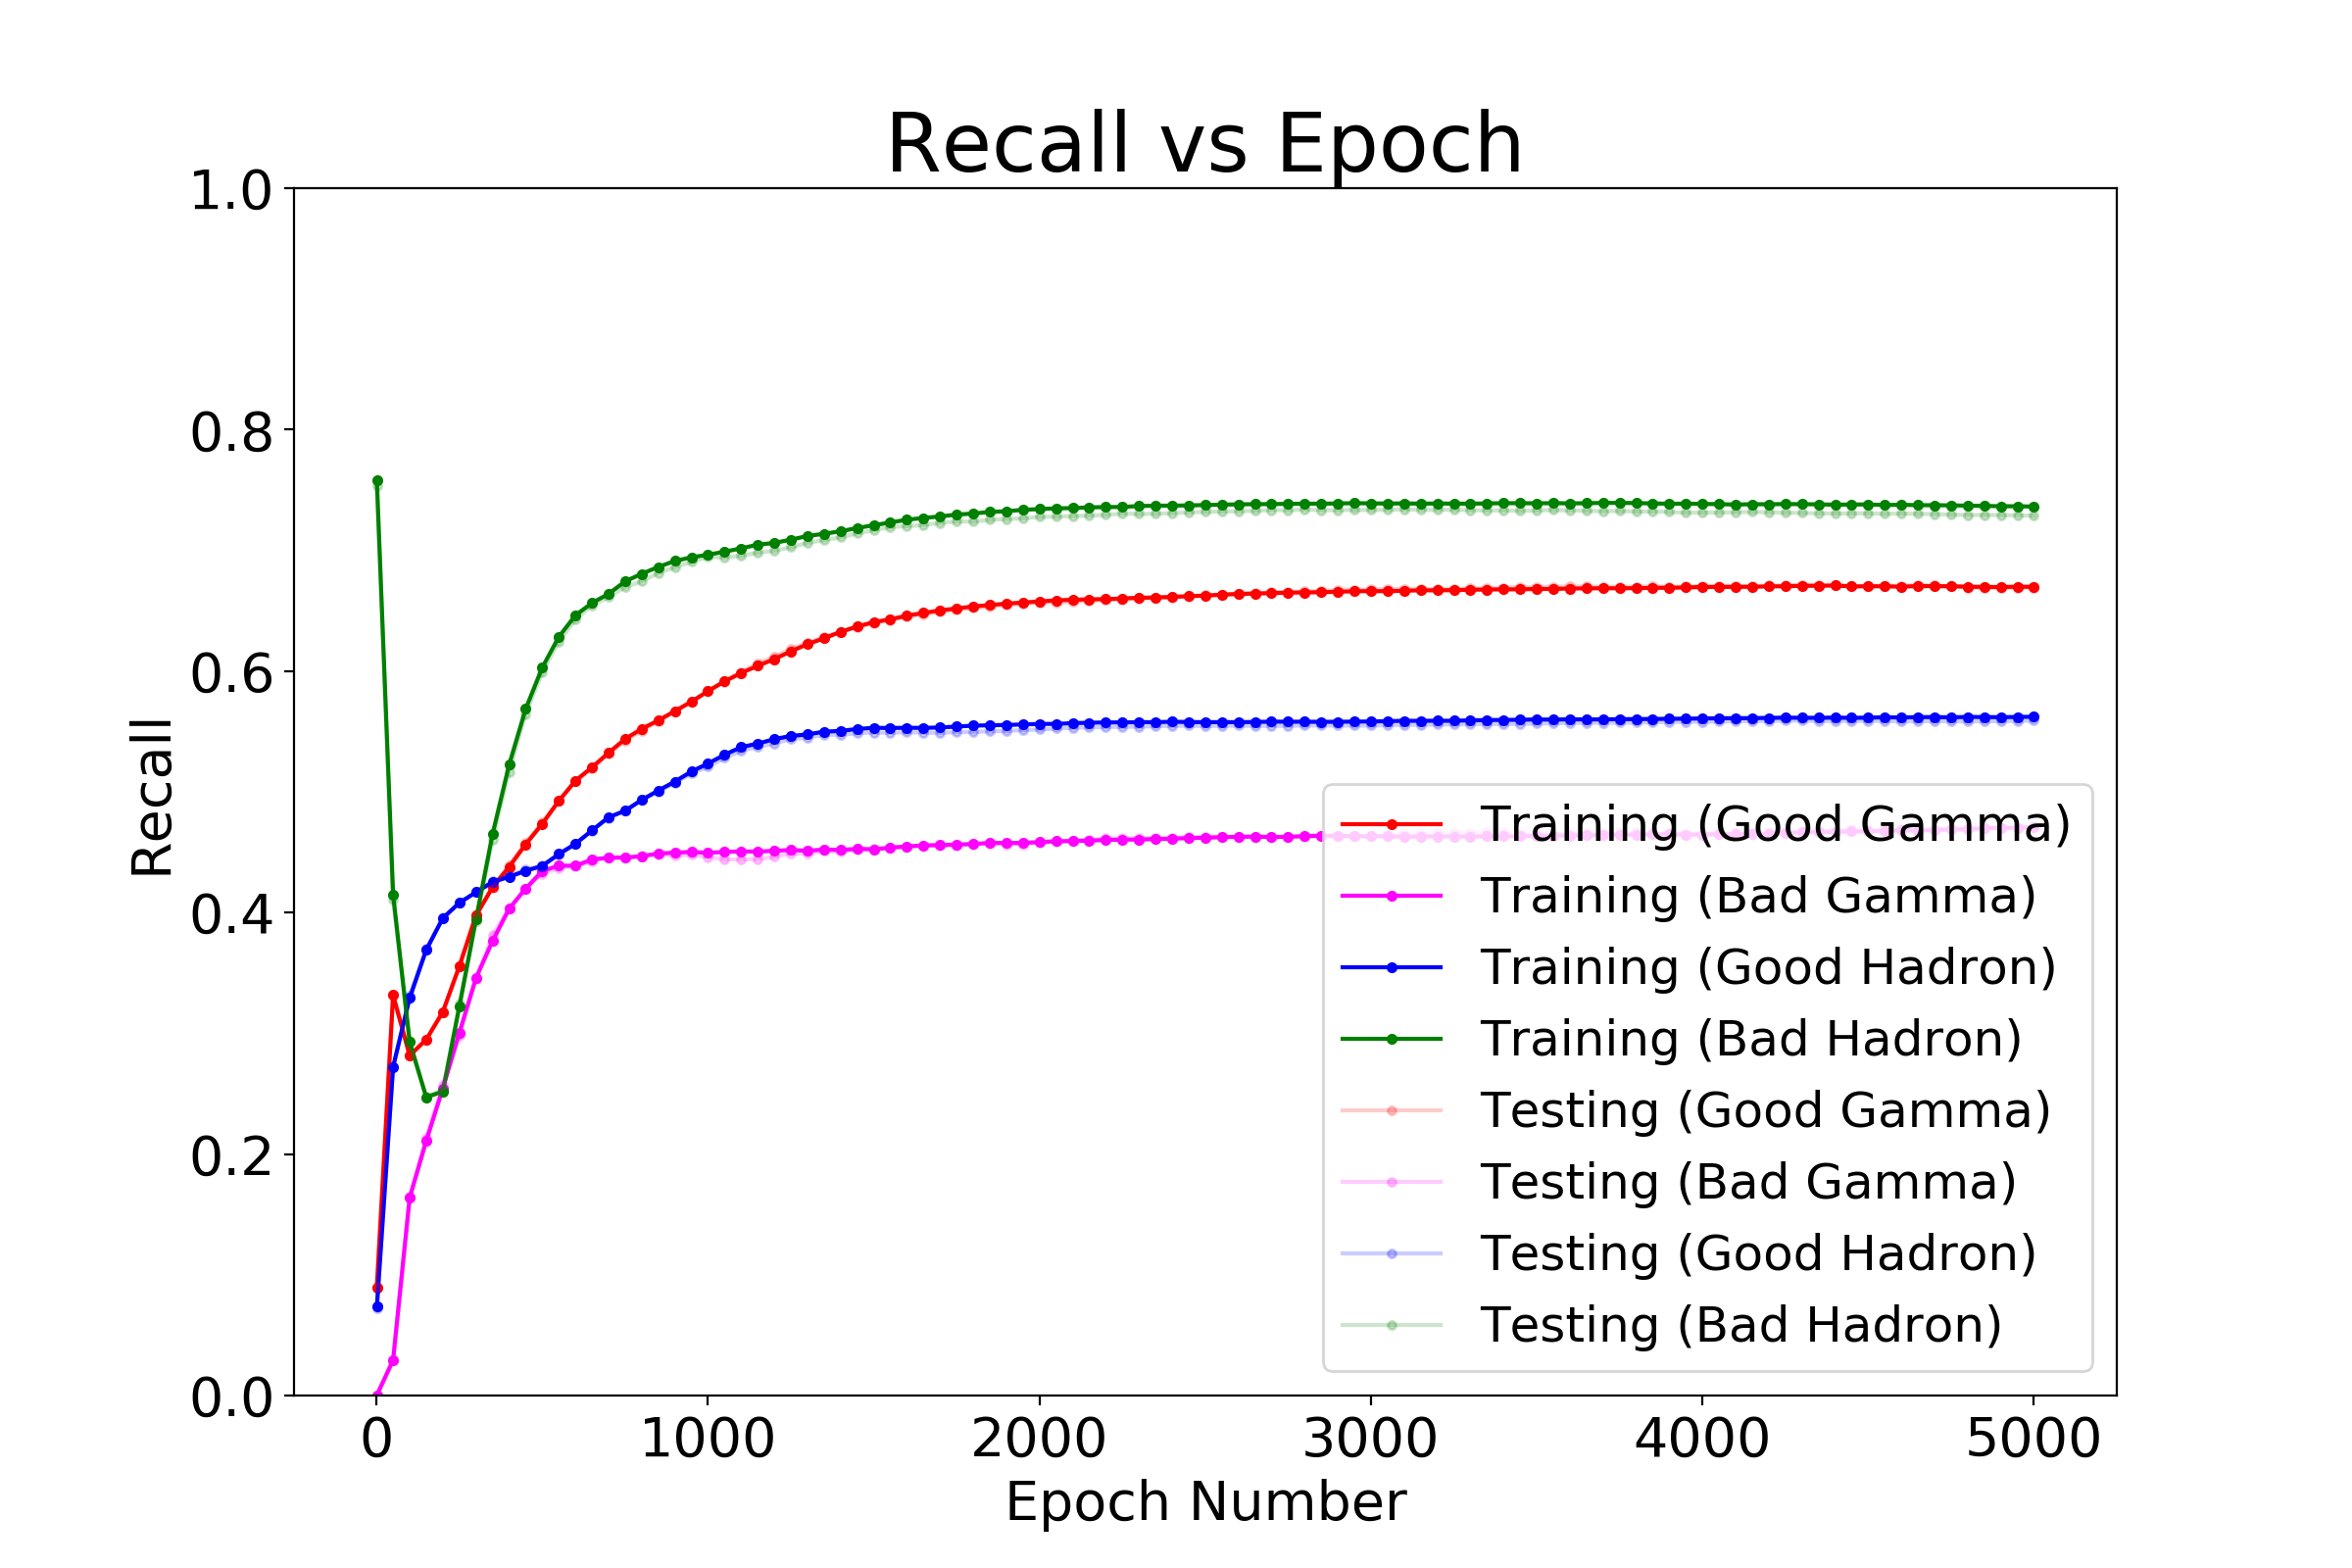 Recall vs Epoch
1.0
0.8
0.6
0.4
0.2
0.0
Recall
0
1000
2000
3000
4000
5000
Epoch Number
Training (Good Gamma)
Training (Bad Gamma)
Training (Good Hadron)
Training (Bad Hadron)
Testing (Good Gamma)
Testing (Bad Gamma)
Testing (Good Hadron)
Testing (Bad Hadron)